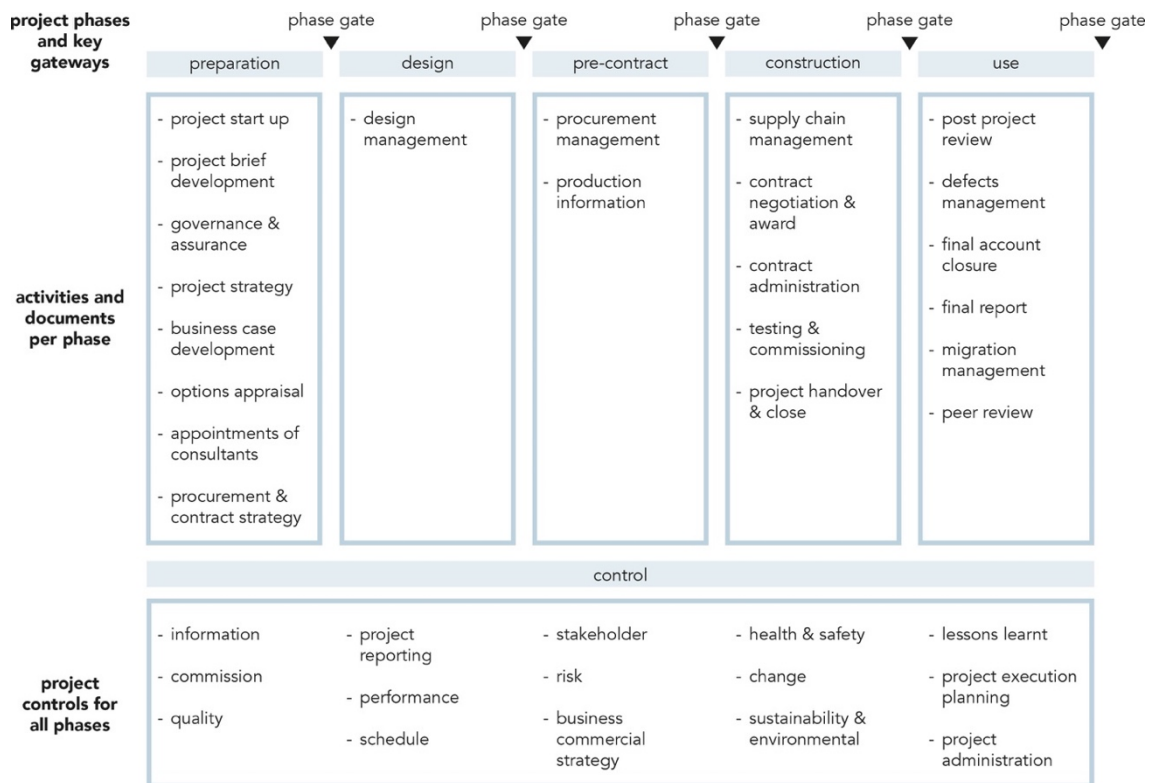 project phases
and key
gateways
phase gate
phase gate
phase gate
phase gate
phase gate
preparation
design
pre-contract
construction
use
activities and
documents
per phase
- project start up
- project brief
development
- governance &
assurance
- project strategy
- business case
development
- options appraisal
- appointments of
consultants
- procurement &
contract strategy
- design
management
- procurement
management
- production
information
- supply chain
management
- contract
negotiation &
award
- contract
administration
- testing &
commissioning
- project handover
& close
- post project
review
- defects
management
- final account
closure
- final report
- migration
management
- peer review
control
project
controls for
all phases
- information
- commission
- quality
- project
reporting
- performance
- schedule
- stakeholder
- risk
- business
commercial
strategy
- health & safety
- change
- sustainability &
environmental
- lessons learnt
- project execution
planning
- project
administration